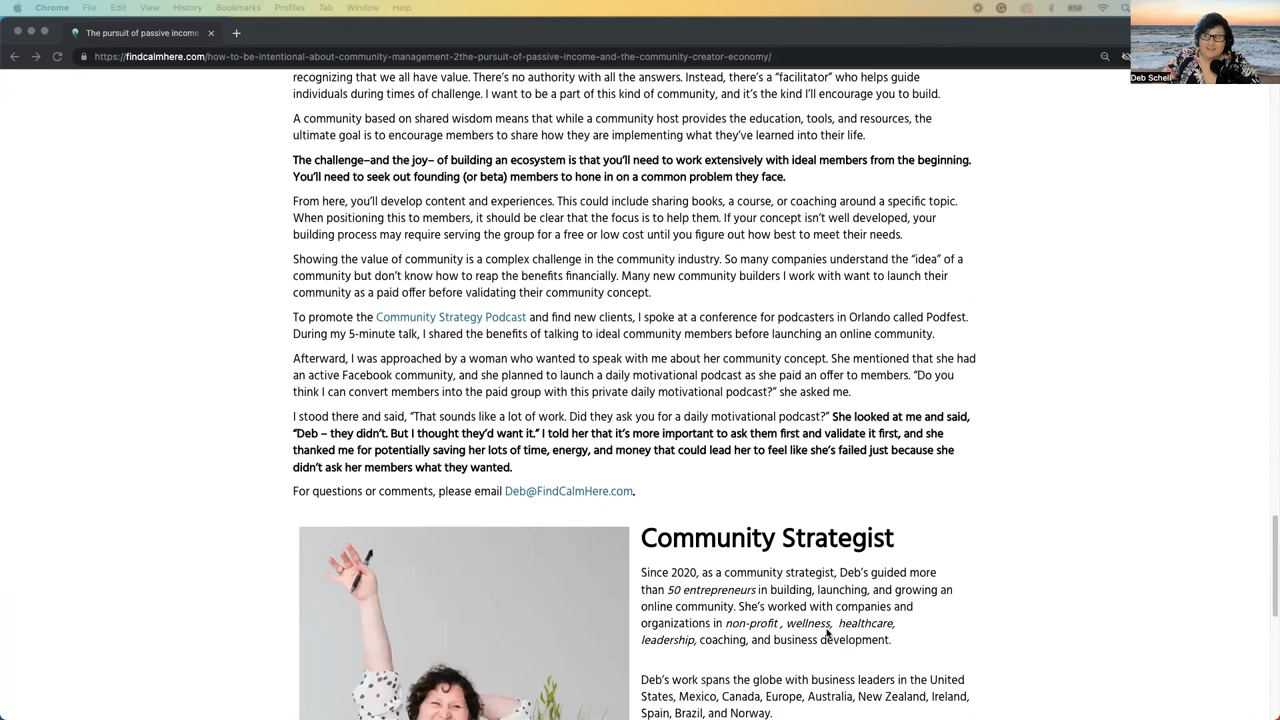 Chrome File Edit View History Bookmarks Profiles Tab Window Help
The pursuit of passive income
https://findcalmhere.com/how-to-be-intentional-about-community-management-2the-pursuit-of-passive-income-and-the-community-creator-economy/
Deb Schell
recognizing that we all have value. There's no authority with all the answers. Instead, there's a “facilitator” who helps guide
individuals during times of challenge. I want to be a part of this kind of community, and it's the kind I'll encourage you to build.
A community based on shared wisdom means that while a community host provides the education, tools, and resources, the
ultimate goal is to encourage members to share how they are implementing what they've learned into their life.
The challenge–and the joy– of building an ecosystem is that you'll need to work extensively with ideal members from the beginning.
You'll need to seek out founding (or beta) members to hone in on a common problem they face.
From here, you'll develop content and experiences. This could include sharing books, a course, or coaching around a specific topic.
When positioning this to members, it should be clear that the focus is to help them. If your concept isn't well developed, your
building process may require serving the group for a free or low cost until you figure out how best to meet their needs.
Showing the value of community is a complex challenge in the community industry. So many companies understand the “idea” of a
community but don't know how to reap the benefits financially. Many new community builders I work with want to launch their
community as a paid offer before validating their community concept.
To promote the Community Strategy Podcast and find new clients, I spoke at a conference for podcasters in Orlando called Podfest.
During my 5-minute talk, I shared the benefits of talking to ideal community members before launching an online community.
Afterward, I was approached by a woman who wanted to speak with me about her community concept. She mentioned that she had
an active Facebook community, and she planned to launch a daily motivational podcast as she paid an offer to members. “Do you
think I can convert members into the paid group with this private daily motivational podcast?” she asked me.
I stood there and said, “That sounds like a lot of work. Did they ask you for a daily motivational podcast?” She looked at me and said,
“Deb – they didn't. But I thought they'd want it.” I told her that it's more important to ask them first and validate it first, and she
thanked me for potentially saving her lots of time, energy, and money that could lead her to feel like she's failed just because she
didn't ask her members what they wanted.
For questions or comments, please email Deb@FindCalmHere.com.
Community Strategist
Since 2020, as a community strategist, Deb's guided more
than 50 entrepreneurs in building, launching, and growing an
online community. She's worked with companies and
organizations in non-profit , wellness, healthcare,
leadership, coaching, and business development.
Deb's work spans the globe with business leaders in the United
States, Mexico, Canada, Europe, Australia, New Zealand, Ireland,
Spain, Brazil, and Norway.